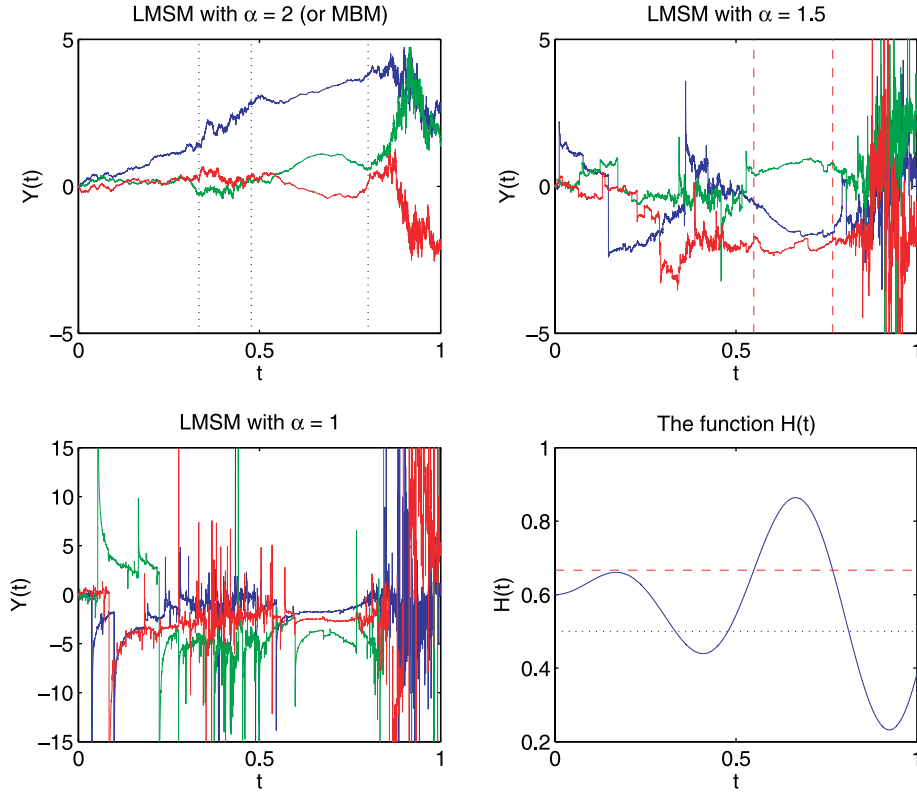 LMSM with α = 2 (or MBM)
5
0
−5
Y(t)
0
0.5
1
t
LMSM with α = 1.5
5
0
−5
Y(t)
0
0.5
1
t
LMSM with α = 1
15
10
5
0
−5
−10
−15
Y(t)
0
0.5
1
t
The function H(t)
1
0.8
0.6
0.4
0.2
H(t)
0
0.5
1
t